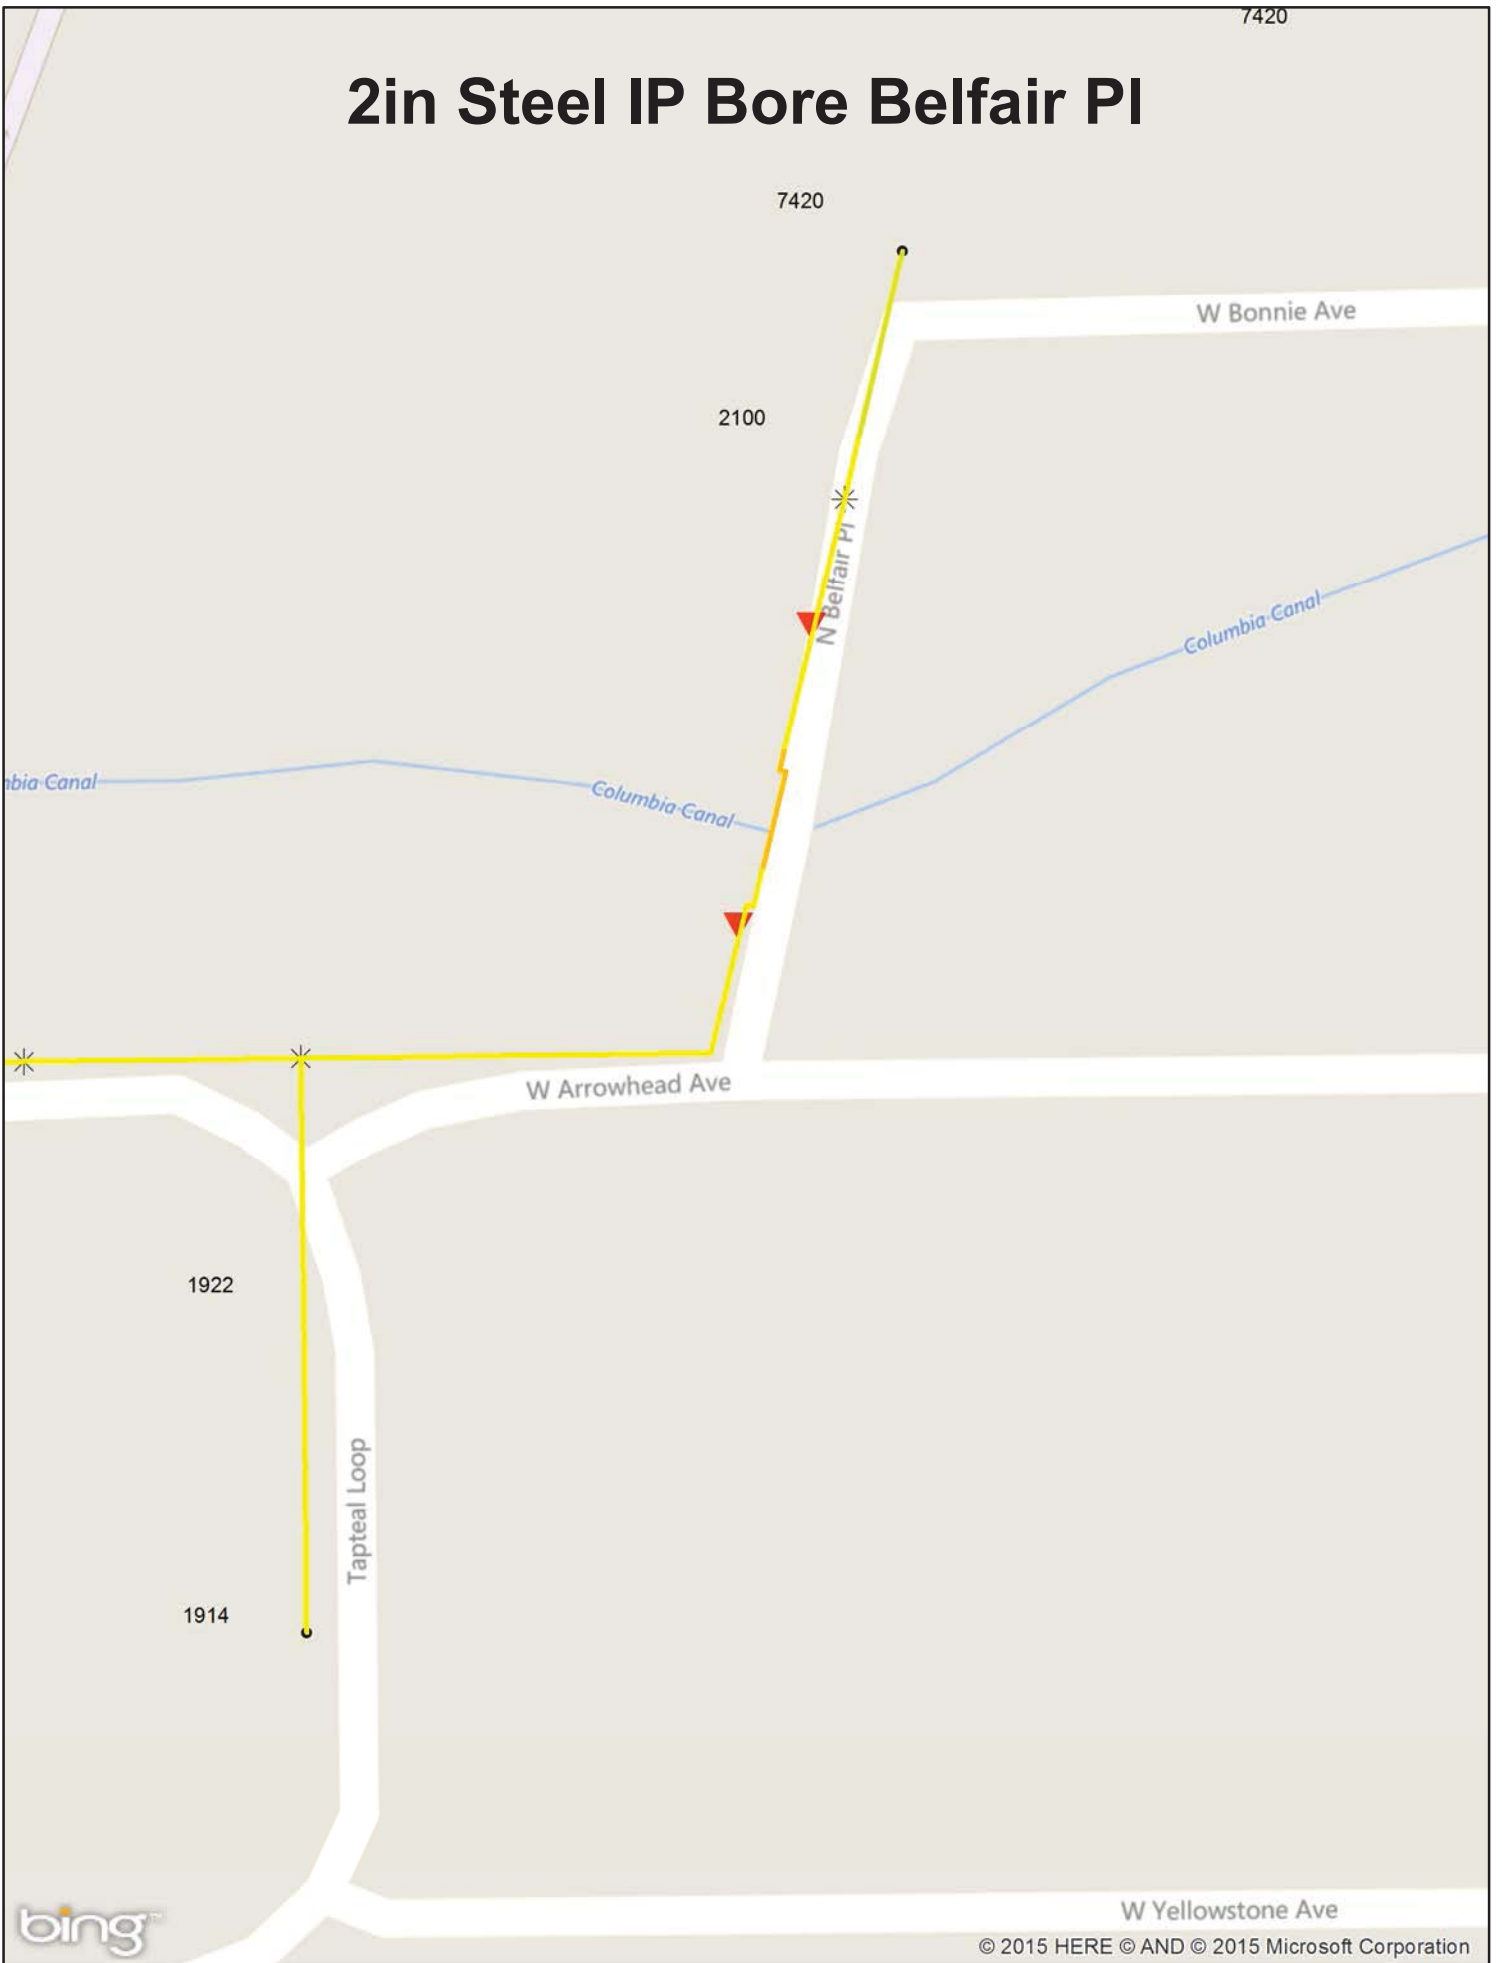 7420
2in Steel IP Bore Belfair Pl
7420
W Bonnie Ave
2100
N Belfair Pl
Columbia Canal
bia Canal
Columbia Canal
W Arrowhead Ave
1922
Tapteal Loop
1914
bing™
W Yellowstone Ave
© 2015 HERE © AND © 2015 Microsoft Corporation